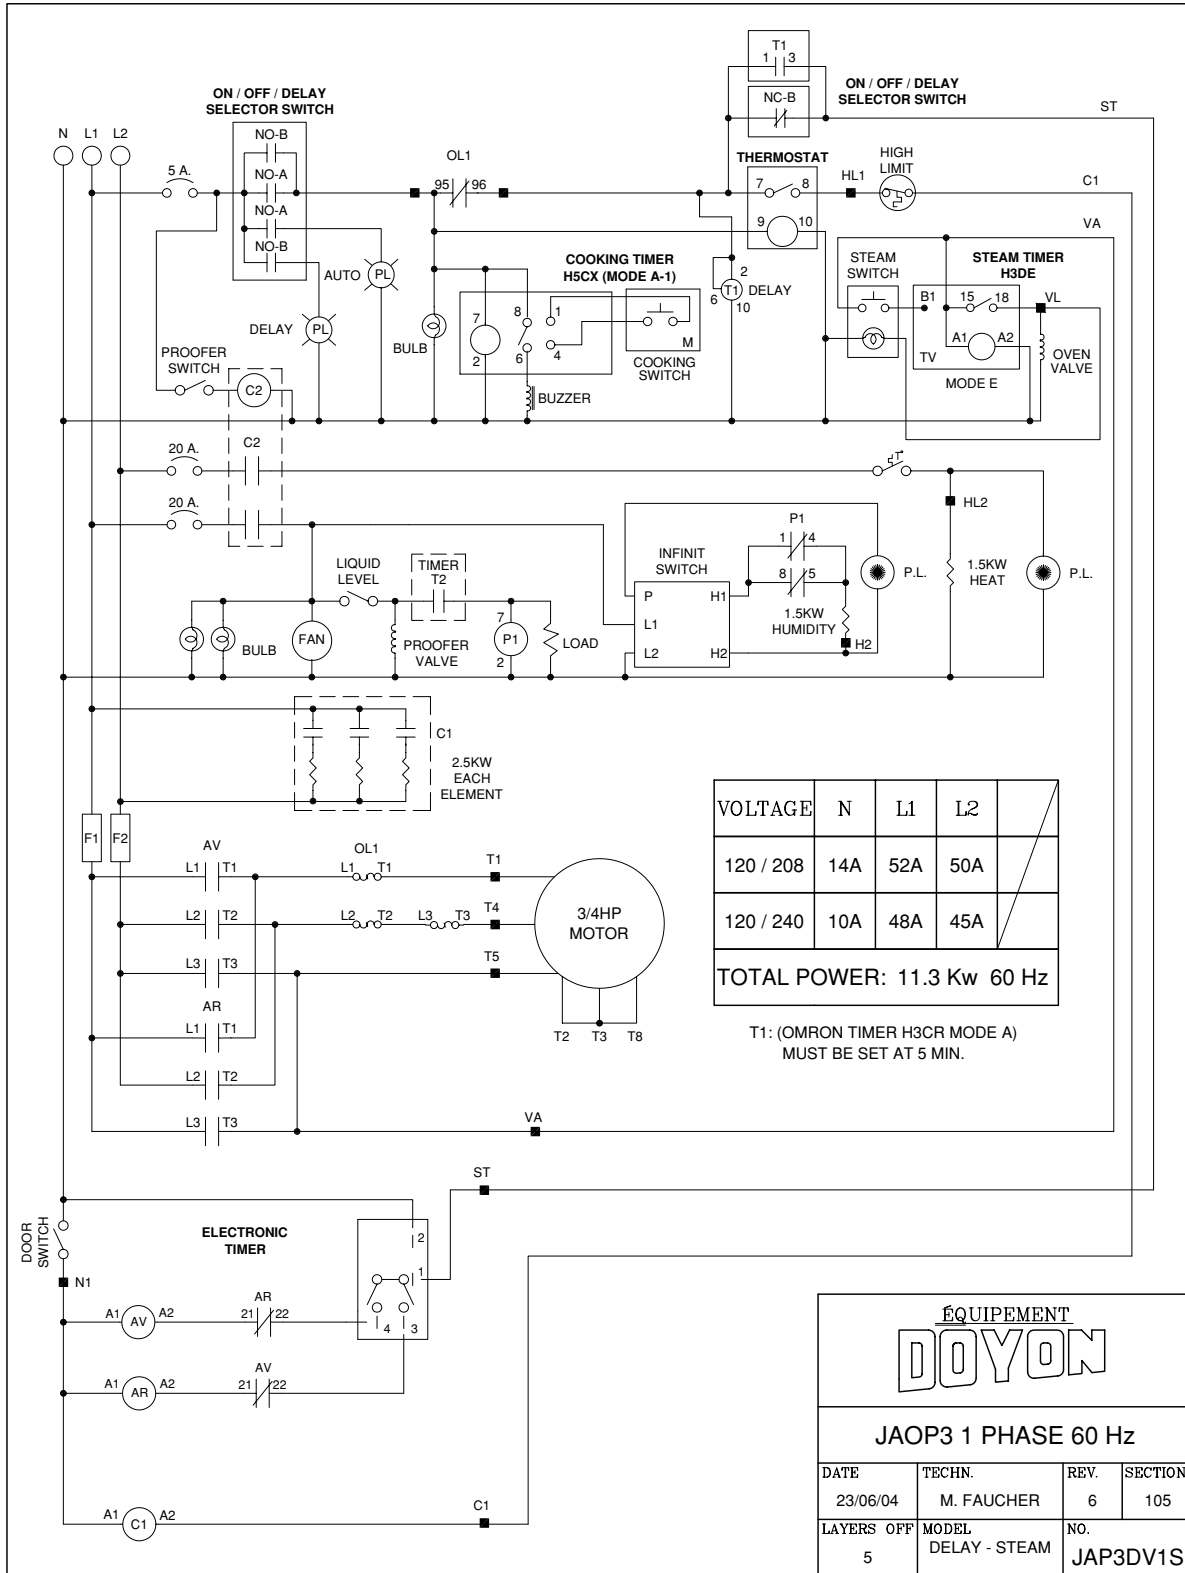 T1
1 3
NC-B
ON / OFF / DELAY
SELECTOR SWITCH
ST
ON / OFF / DELAY
SELECTOR SWITCH
N L1 L2
NO-B
NO-A
NO-A
NO-B
5 A.
OL1
95 96
THERMOSTAT
7 8
9 10
HL1
HIGH
LIMIT
C1
VA
AUTO
PL
DELAY
PL
PROOFER
SWITCH
C2
BULB
COOKING TIMER
H5CX (MODE A-1)
7
2
8
6
1
4
M
COOKING
SWITCH
BUZZER
2
T1
DELAY
6
10
STEAM
SWITCH
STEAM TIMER
H3DE
B1
15 18
VL
A1 A2
TV
MODE E
OVEN
VALVE
20 A.
C2
20 A.
T°
HL2
LIQUID
LEVEL
TIMER
T2
BULB
FAN
PROOFER
VALVE
7
P1
2
LOAD
INFINIT
SWITCH
P H1
L1
L2 H2
P1
1 4
8 5
1.5KW
HUMIDITY
H2
P.L.
1.5KW
HEAT
P.L.
C1
2.5KW
EACH
ELEMENT
F1 F2
AV
L1 T1
L2 T2
L3 T3
AR
L1 T1
L2 T2
L3 T3
OL1
L1 T1
L2 T2 L3 T3
T1
T4
T5
3/4HP
MOTOR
T2 T3 T8
VOLTAGE N L1 L2
120 / 208 14A 52A 50A
120 / 240 10A 48A 45A
TOTAL POWER: 11.3 Kw 60 Hz
T1: (OMRON TIMER H3CR MODE A)
MUST BE SET AT 5 MIN.
VA
ST
DOOR
SWITCH
N1
ELECTRONIC
TIMER
2
1
4 3
A1 AV A2
AR
21 22
A1 AR A2
AV
21 22
A1 C1 A2
C1
ÉQUIPEMENT
DOYON
JAOP3 1 PHASE 60 Hz
DATE TECHN. REV. SECTION
23/06/04 M. FAUCHER 6 105
LAYERS OFF MODEL NO.
5 DELAY - STEAM JAP3DV1S